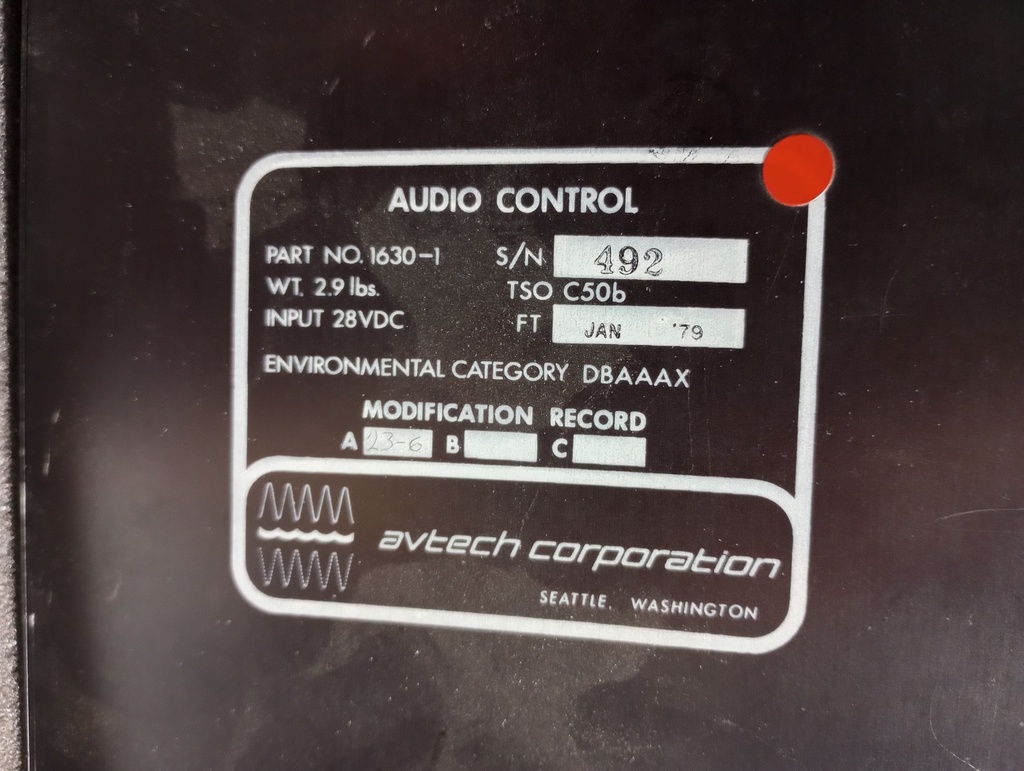 AUDIO CONTROL
PART NO. 1630-1 S/N 492
WT. 2.9 lbs. TSO C50b
INPUT 28VDC FT JAN '79
ENVIRONMENTAL CATEGORY DBAAAX
MODIFICATION RECORD
A 23-6 B C
avtech corporation
SEATTLE, WASHINGTON